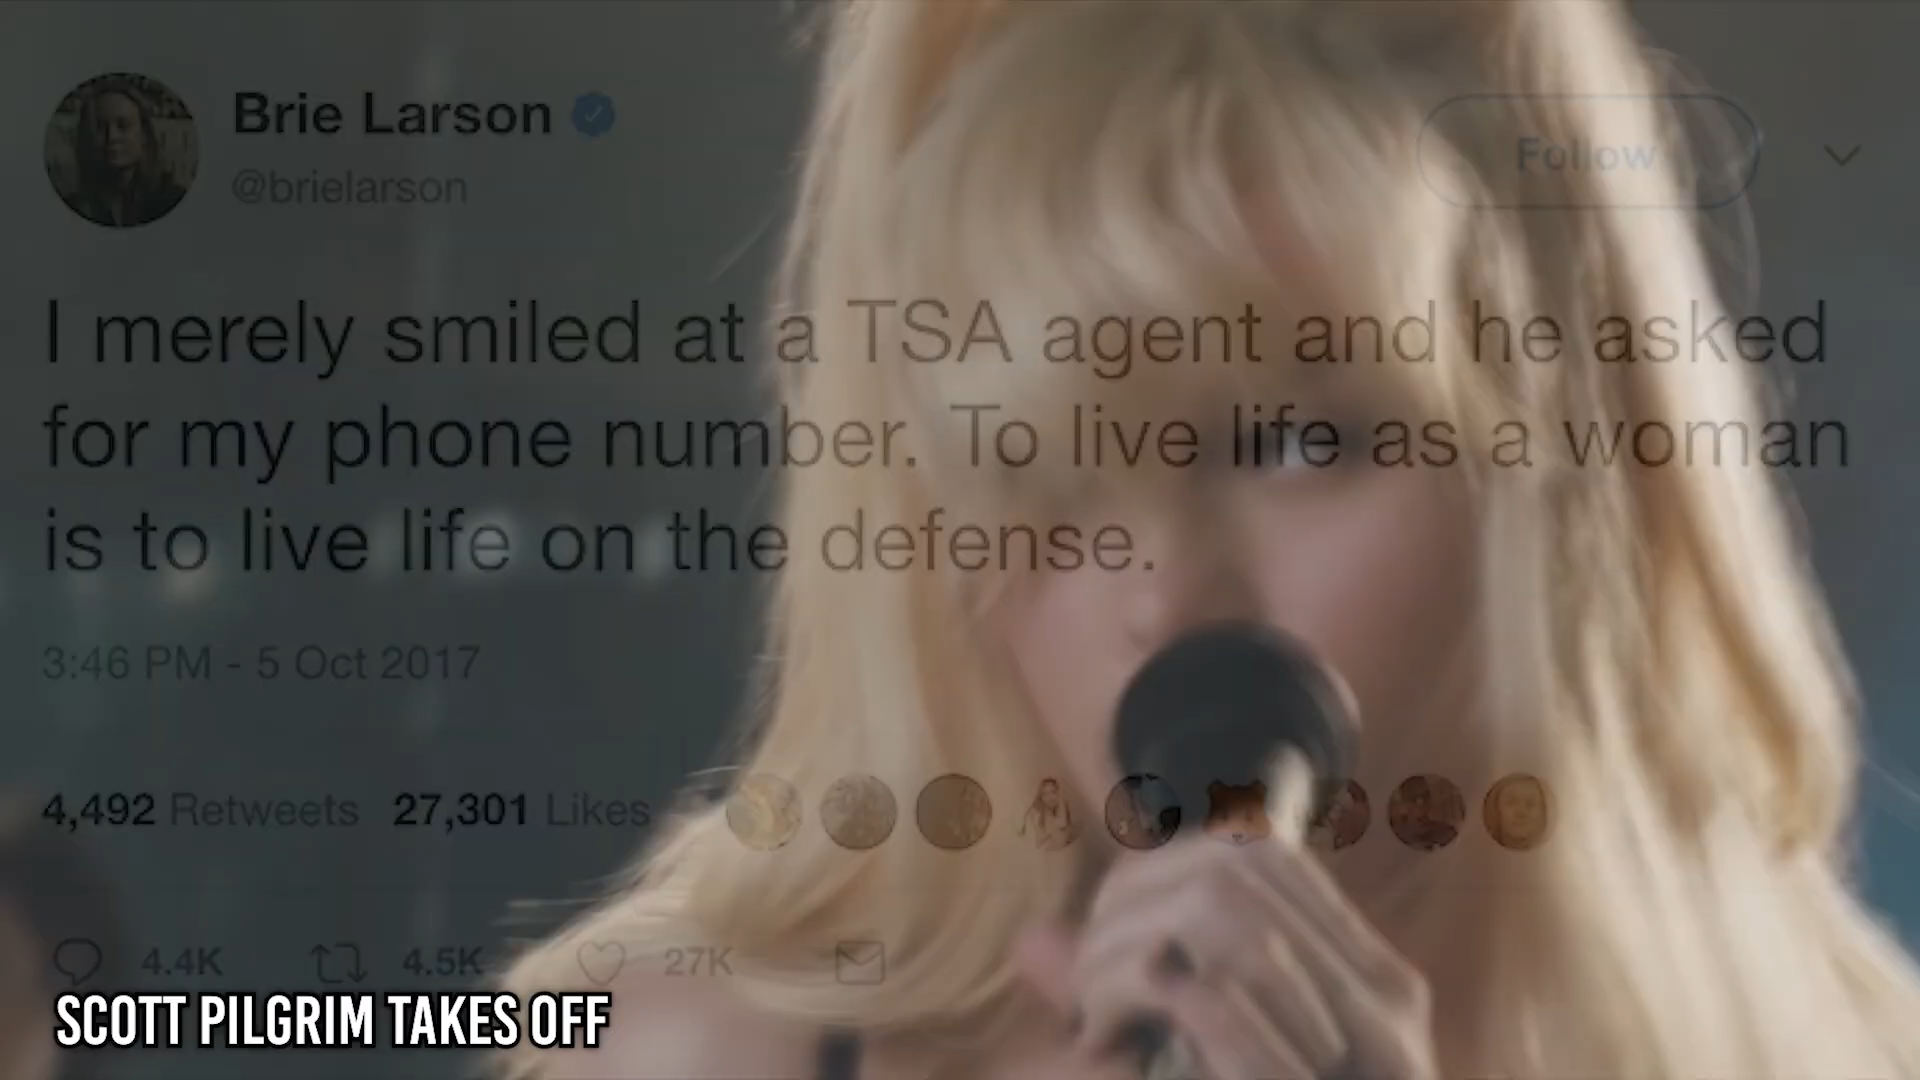 Brie Larson
@brielarson
Follow
I merely smiled at a TSA agent and he asked
for my phone number. To live life as a woman
is to live life on the defense.
3:46 PM - 5 Oct 2017
4,492 Retweets 27,301 Likes
4.4K 4.5K 27K
SCOTT PILGRIM TAKES OFF